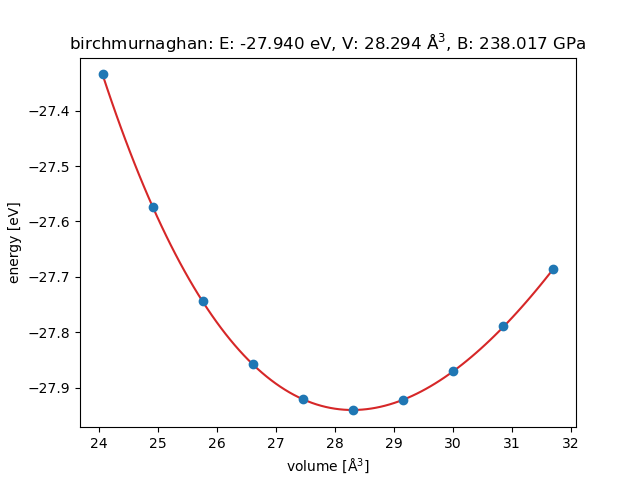 birchmurnaghan: E: -27.940 eV, V: 28.294 Å³, B: 238.017 GPa
−27.4
−27.5
−27.6
−27.7
−27.8
−27.9
energy [eV]
24 25 26 27 28 29 30 31 32
volume [Å³]